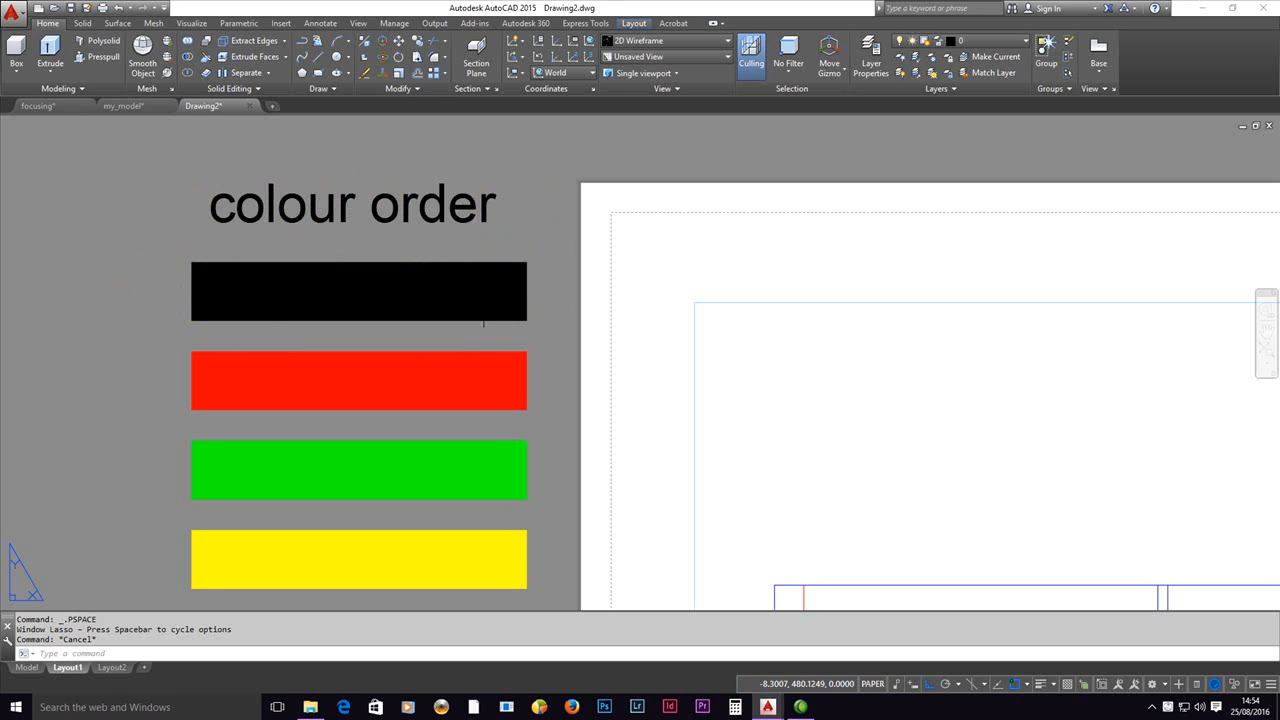 Autodesk AutoCAD 2015 Drawing2.dwg
Type a keyword or phrase
Sign In
Home Solid Surface Mesh Visualize Parametric Insert Annotate View Manage Output Add-ins Autodesk 360 Express Tools Layout Acrobat
Box
Extrude
Polysolid
Presspull
Modeling
Smooth Object
Mesh
Extract Edges
Extrude Faces
Separate
Solid Editing
Draw
Modify
Section Plane
Section
World
Coordinates
2D Wireframe
Unsaved View
Single viewport
View
Culling
No Filter
Move Gizmo
Selection
Layer Properties
0
Make Current
Match Layer
Layers
Group
Groups
Base
View
focusing* my_model* Drawing2*
colour order
Y
X
Command: _.PSPACE
Window Lasso - Press Spacebar to cycle options
Command: *Cancel*
Type a command
Model Layout1 Layout2 +
-8.3007, 480.1249, 0.0000 PAPER
Search the web and Windows
14:54
25/08/2016